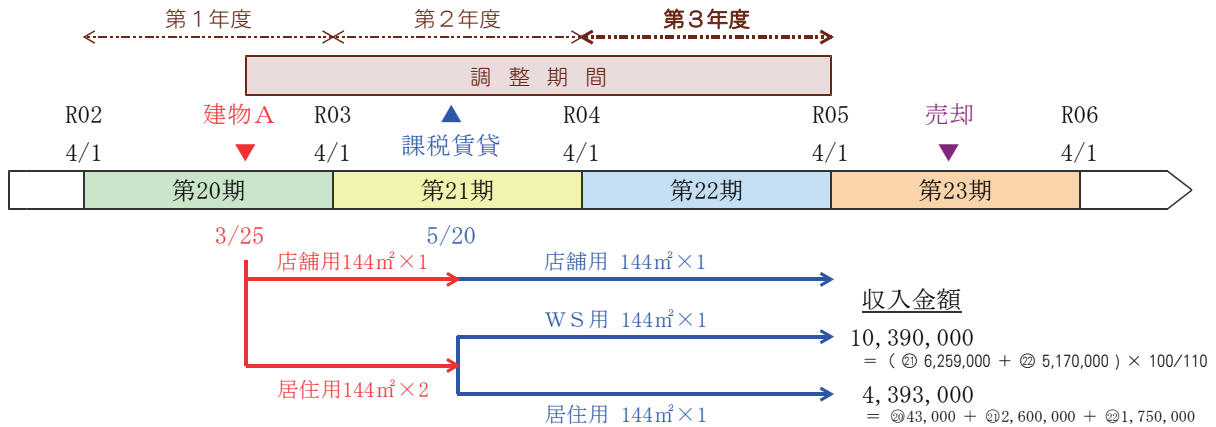 第１年度 第２年度 第３年度
調整期間
R02 建物Ａ R03 ▲ R04 R05 売却 R06
4/1 ▼ 4/1 課税賃貸 4/1 4/1 ▼ 4/1
第20期 第21期 第22期 第23期
3/25 5/20
店舗用144㎡×1 店舗用 144㎡×1
収入金額
ＷＳ用 144㎡×1
10,390,000
＝（ ㉑ 6,259,000 ＋ ㉒ 5,170,000 ）× 100/110
居住用144㎡×2
4,393,000
居住用 144㎡×1
＝ ⑳43,000 ＋ ㉑2,600,000 ＋ ㉒1,750,000